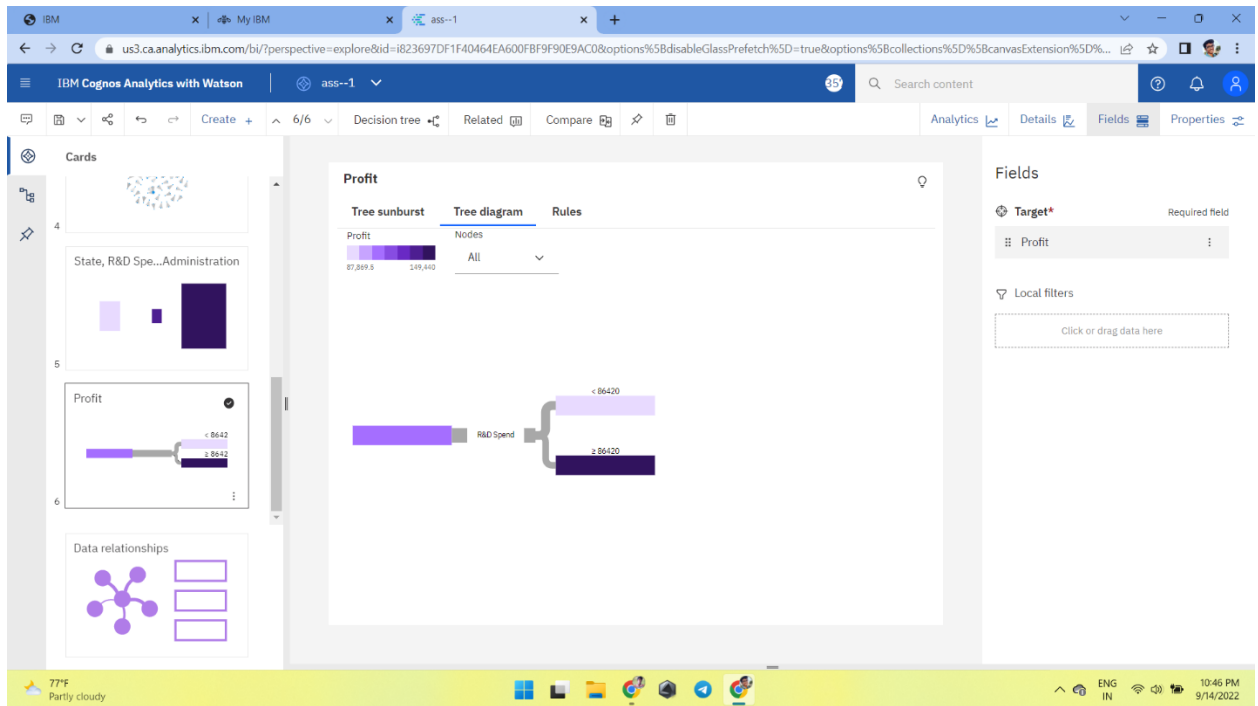 IBM
My IBM
ass--1
us3.ca.analytics.ibm.com/bi/?perspective=explore&id=i823697DF1F40464EA600FBF9F90E9AC0&options%5BdisableGlassPrefetch%5D=true&options%5Bcollections%5D%5BcanvasExtension%5D%...
IBM Cognos Analytics with Watson
ass--1
35
Search content
Create +
6/6
Decision tree
Related
Compare
Analytics
Details
Fields
Properties
Cards
4
State, R&D Spe...Administration
5
Profit
< 8642
≥ 8642
6
Data relationships
Profit
Tree sunburst
Tree diagram
Rules
Profit
87,869.5 149,440
Nodes
All
< 86420
R&D Spend
≥ 86420
Fields
Target*
Required field
Profit
Local filters
Click or drag data here
77°F
Partly cloudy
ENG
IN
10:46 PM
9/14/2022